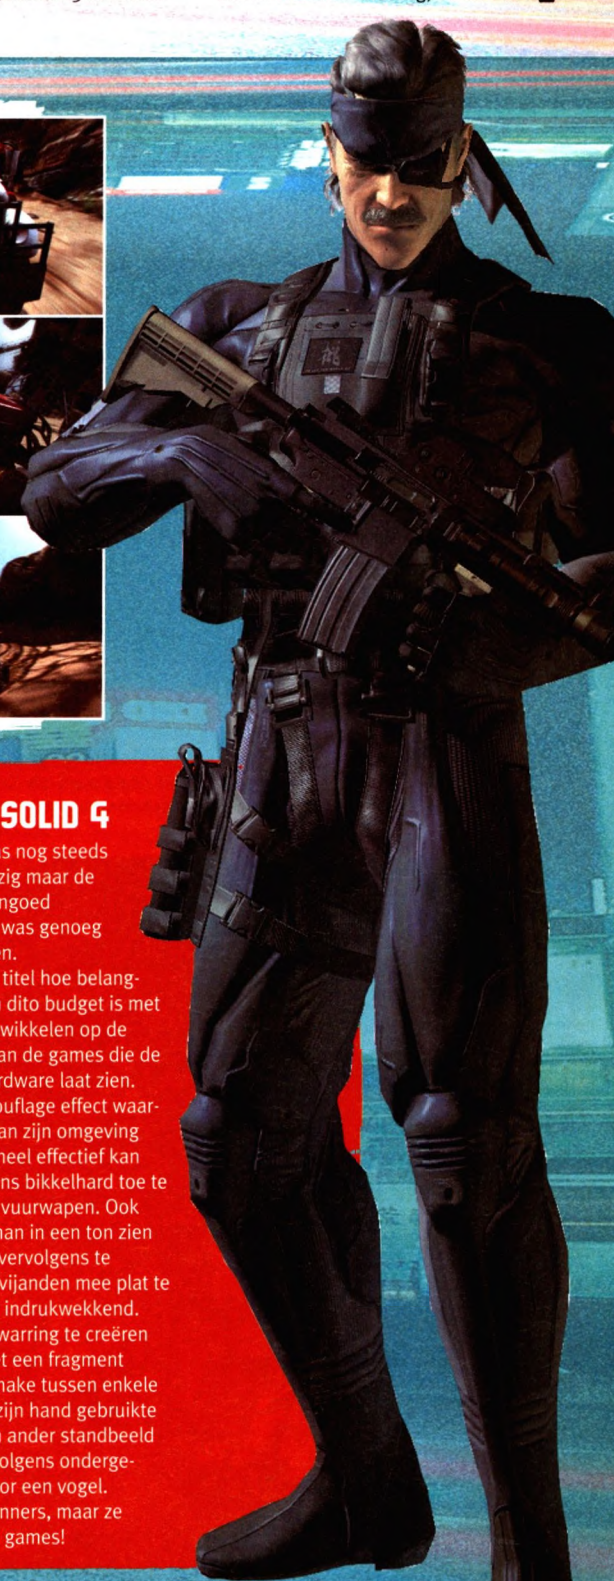 SOLID 4
s nog steeds
zig maar de
ngoed
was genoeg
n.
titel hoe belang-
dito budget is met
wikkelen op de
an de games die de
rdware laat zien.
ouflage effect waar-
an zijn omgeving
heel effectief kan
ns bikkelhard toe te
vuurwapen. Ook
nan in een ton zien
vervolgens te
vijanden mee plat te
indrukwekkend.
warring te creëren
t een fragment
nake tussen enkele
zijn hand gebruikte
ander standbeeld
olgens onderge-
or een vogel.
nners, maar ze
games!